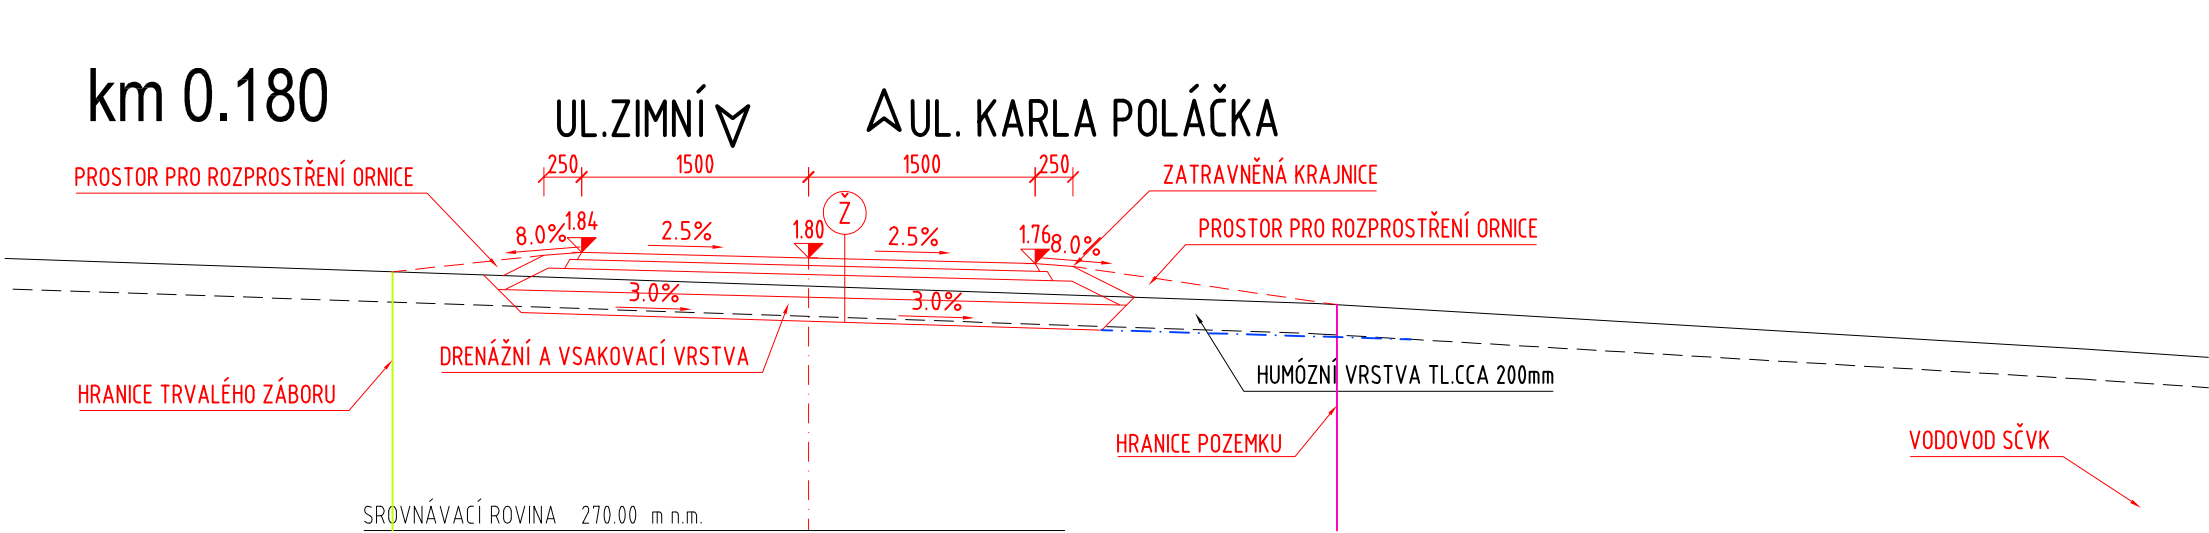 km 0.180
UL.ZIMNÍ
UL. KARLA POLÁČKA
250
1500
1500
250
PROSTOR PRO ROZPROSTŘENÍ ORNICE
ZATRAVNĚNÁ KRAJNICE
PROSTOR PRO ROZPROSTŘENÍ ORNICE
8.0%
1.84
2.5%
1.80
Ž
2.5%
1.76
8.0%
3.0%
3.0%
DRENÁŽNÍ A VSAKOVACÍ VRSTVA
HUMÓZNÍ VRSTVA TL.CCA 200mm
HRANICE TRVALÉHO ZÁBORU
HRANICE POZEMKU
VODOVOD SČVK
SROVNÁVACÍ ROVINA 270.00 m n.m.